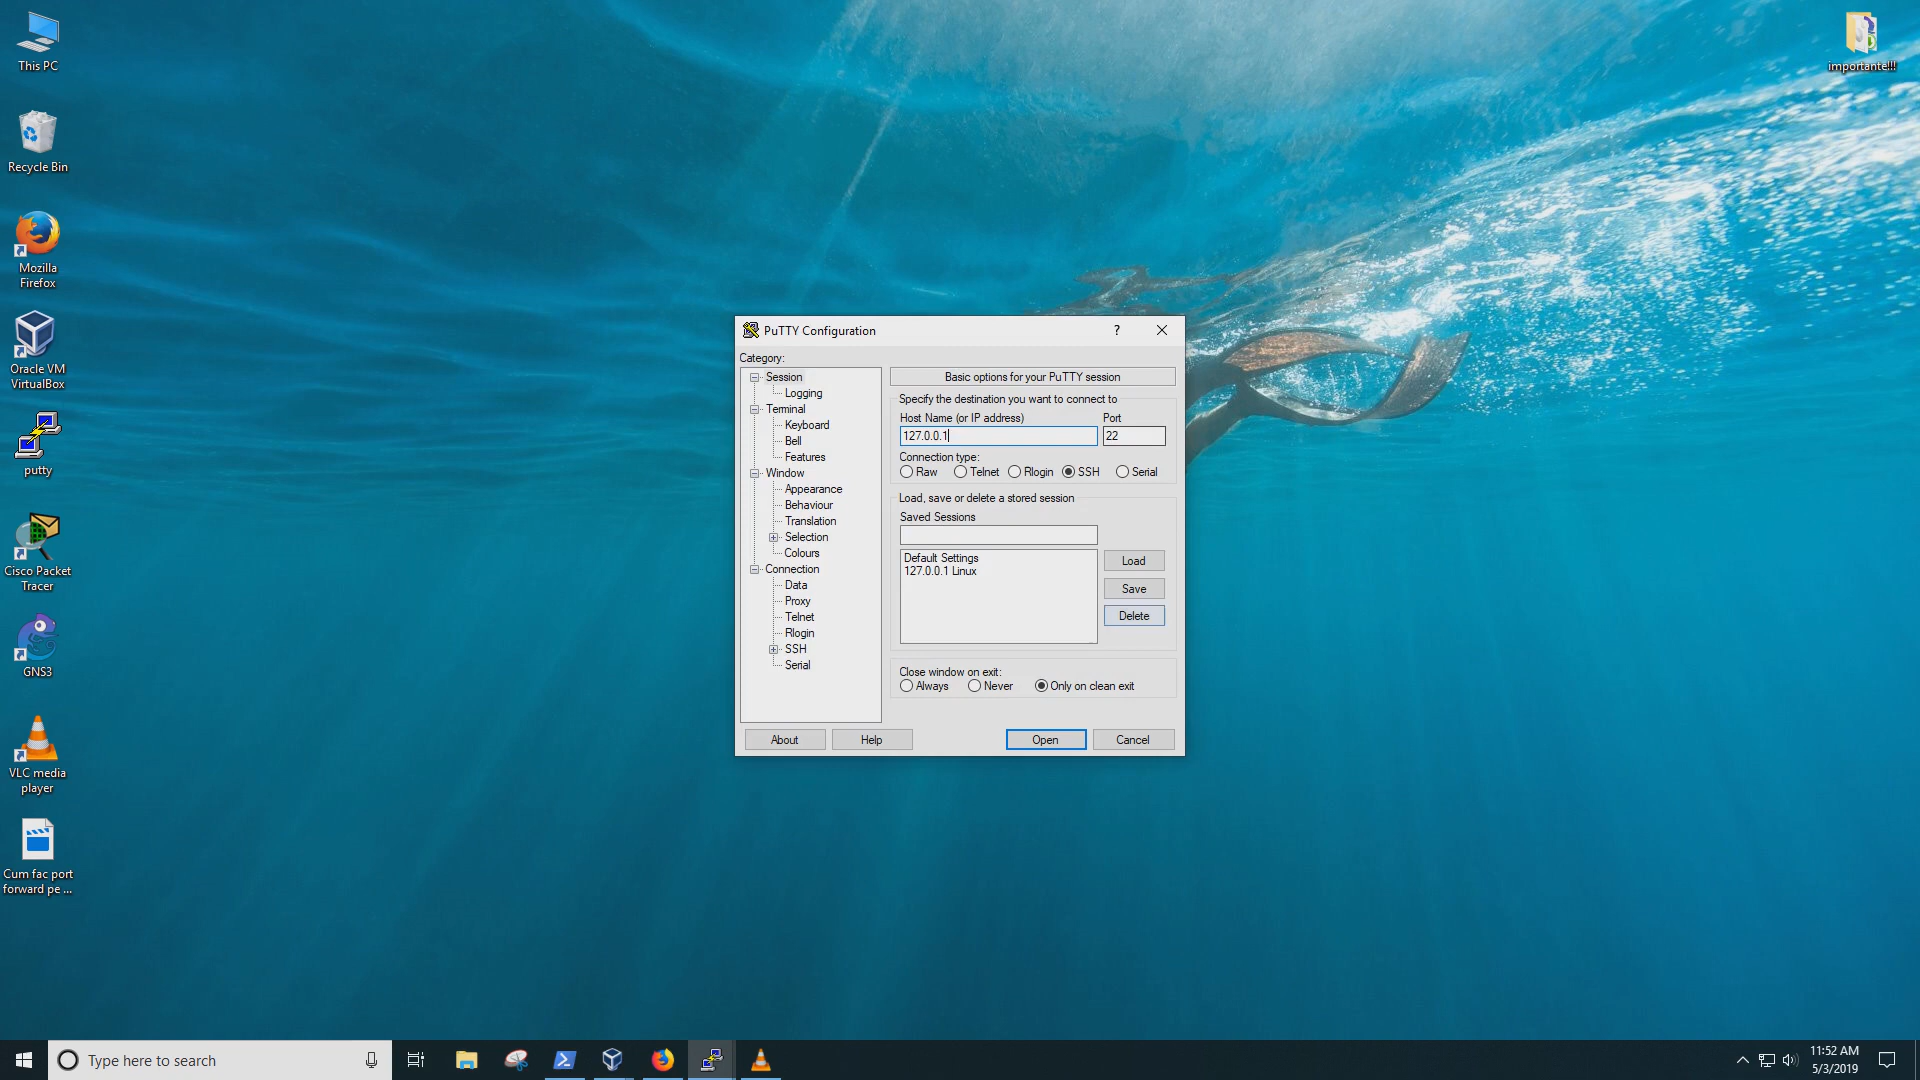 This PC
Recycle Bin
Mozilla
Firefox
Oracle VM
VirtualBox
putty
Cisco Packet
Tracer
GNS3
VLC media
player
Cum fac port
forward pe ...
importante!!!
PuTTY Configuration
?
Category:
Session
Logging
Terminal
Keyboard
Bell
Features
Window
Appearance
Behaviour
Translation
Selection
Colours
Connection
Data
Proxy
Telnet
Rlogin
SSH
Serial
Basic options for your PuTTY session
Specify the destination you want to connect to
Host Name (or IP address) Port
127.0.0.1 22
Connection type:
Raw Telnet Rlogin SSH Serial
Load, save or delete a stored session
Saved Sessions
Default Settings
127.0.0.1 Linux
Load
Save
Delete
Close window on exit:
Always Never Only on clean exit
About Help Open Cancel
Type here to search
11:52 AM
5/3/2019